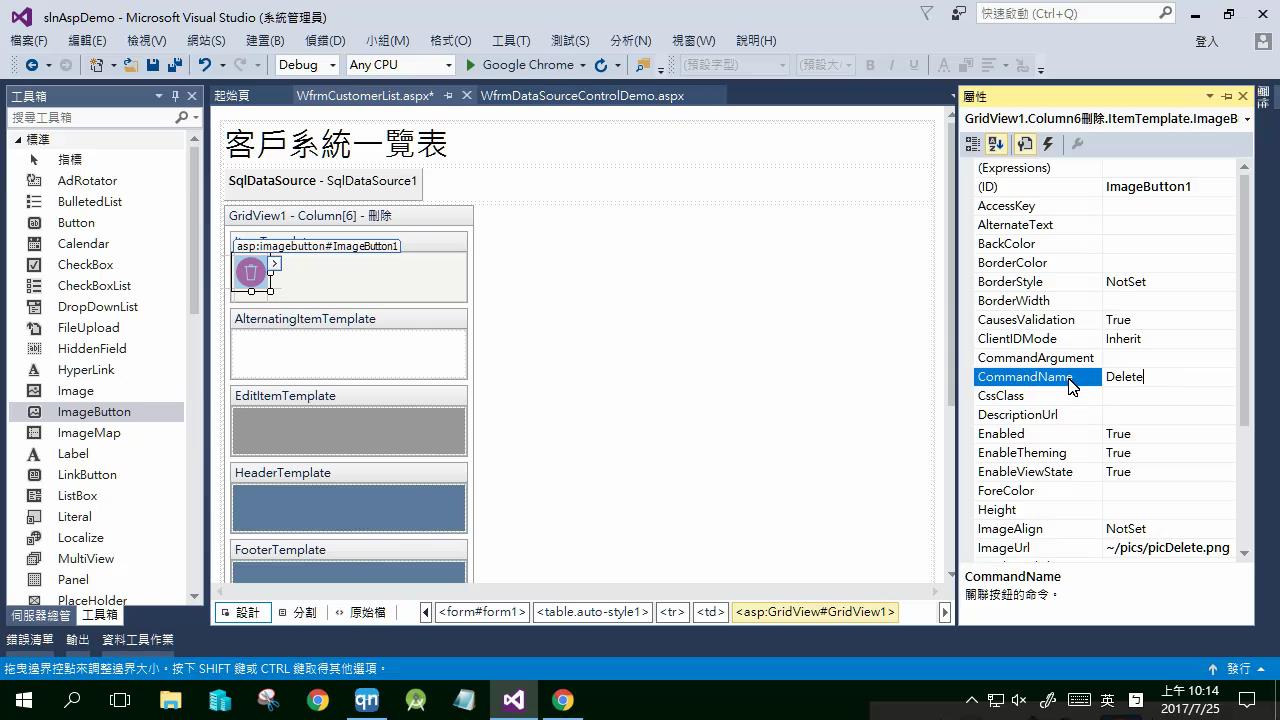 slnAspDemo - Microsoft Visual Studio (系統管理員)
快速啟動 (Ctrl+Q)
檔案(F) 編輯(E) 檢視(V) 網站(S) 建置(B) 偵錯(D) 小組(M) 格式(O) 工具(T) 測試(S) 分析(N) 視窗(W) 說明(H)
登入
Debug Any CPU Google Chrome (預設字型) (預設大小) B I U A
工具箱
搜尋工具箱
標準
指標
AdRotator
BulletedList
Button
Calendar
CheckBox
CheckBoxList
DropDownList
FileUpload
HiddenField
HyperLink
Image
ImageButton
ImageMap
Label
LinkButton
ListBox
Literal
Localize
MultiView
Panel
PlaceHolder
伺服器總管 工具箱
起始頁 WfrmCustomerList.aspx* WfrmDataSourceControlDemo.aspx
客戶系統一覽表
SqlDataSource - SqlDataSource1
GridView1 - Column[6] - 刪除
asp:imagebutton#ImageButton1
AlternatingItemTemplate
EditItemTemplate
HeaderTemplate
FooterTemplate
設計 分割 原始檔 <form#form1> <table.auto-style1> <tr> <td> <asp:GridView#GridView1>
屬性
GridView1.Column6刪除.ItemTemplate.ImageB
(Expressions)
(ID) ImageButton1
AccessKey
AlternateText
BackColor
BorderColor
BorderStyle NotSet
BorderWidth
CausesValidation True
ClientIDMode Inherit
CommandArgument
CommandName Delete
CssClass
DescriptionUrl
Enabled True
EnableTheming True
EnableViewState True
ForeColor
Height
ImageAlign NotSet
ImageUrl ~/pics/picDelete.png
CommandName
關聯按鈕的命令。
錯誤清單 輸出 資料工具作業
拖曳邊界控點來調整邊界大小。按下 SHIFT 鍵或 CTRL 鍵取得其他選項。
發行
qn
英
上午 10:14
2017/7/25